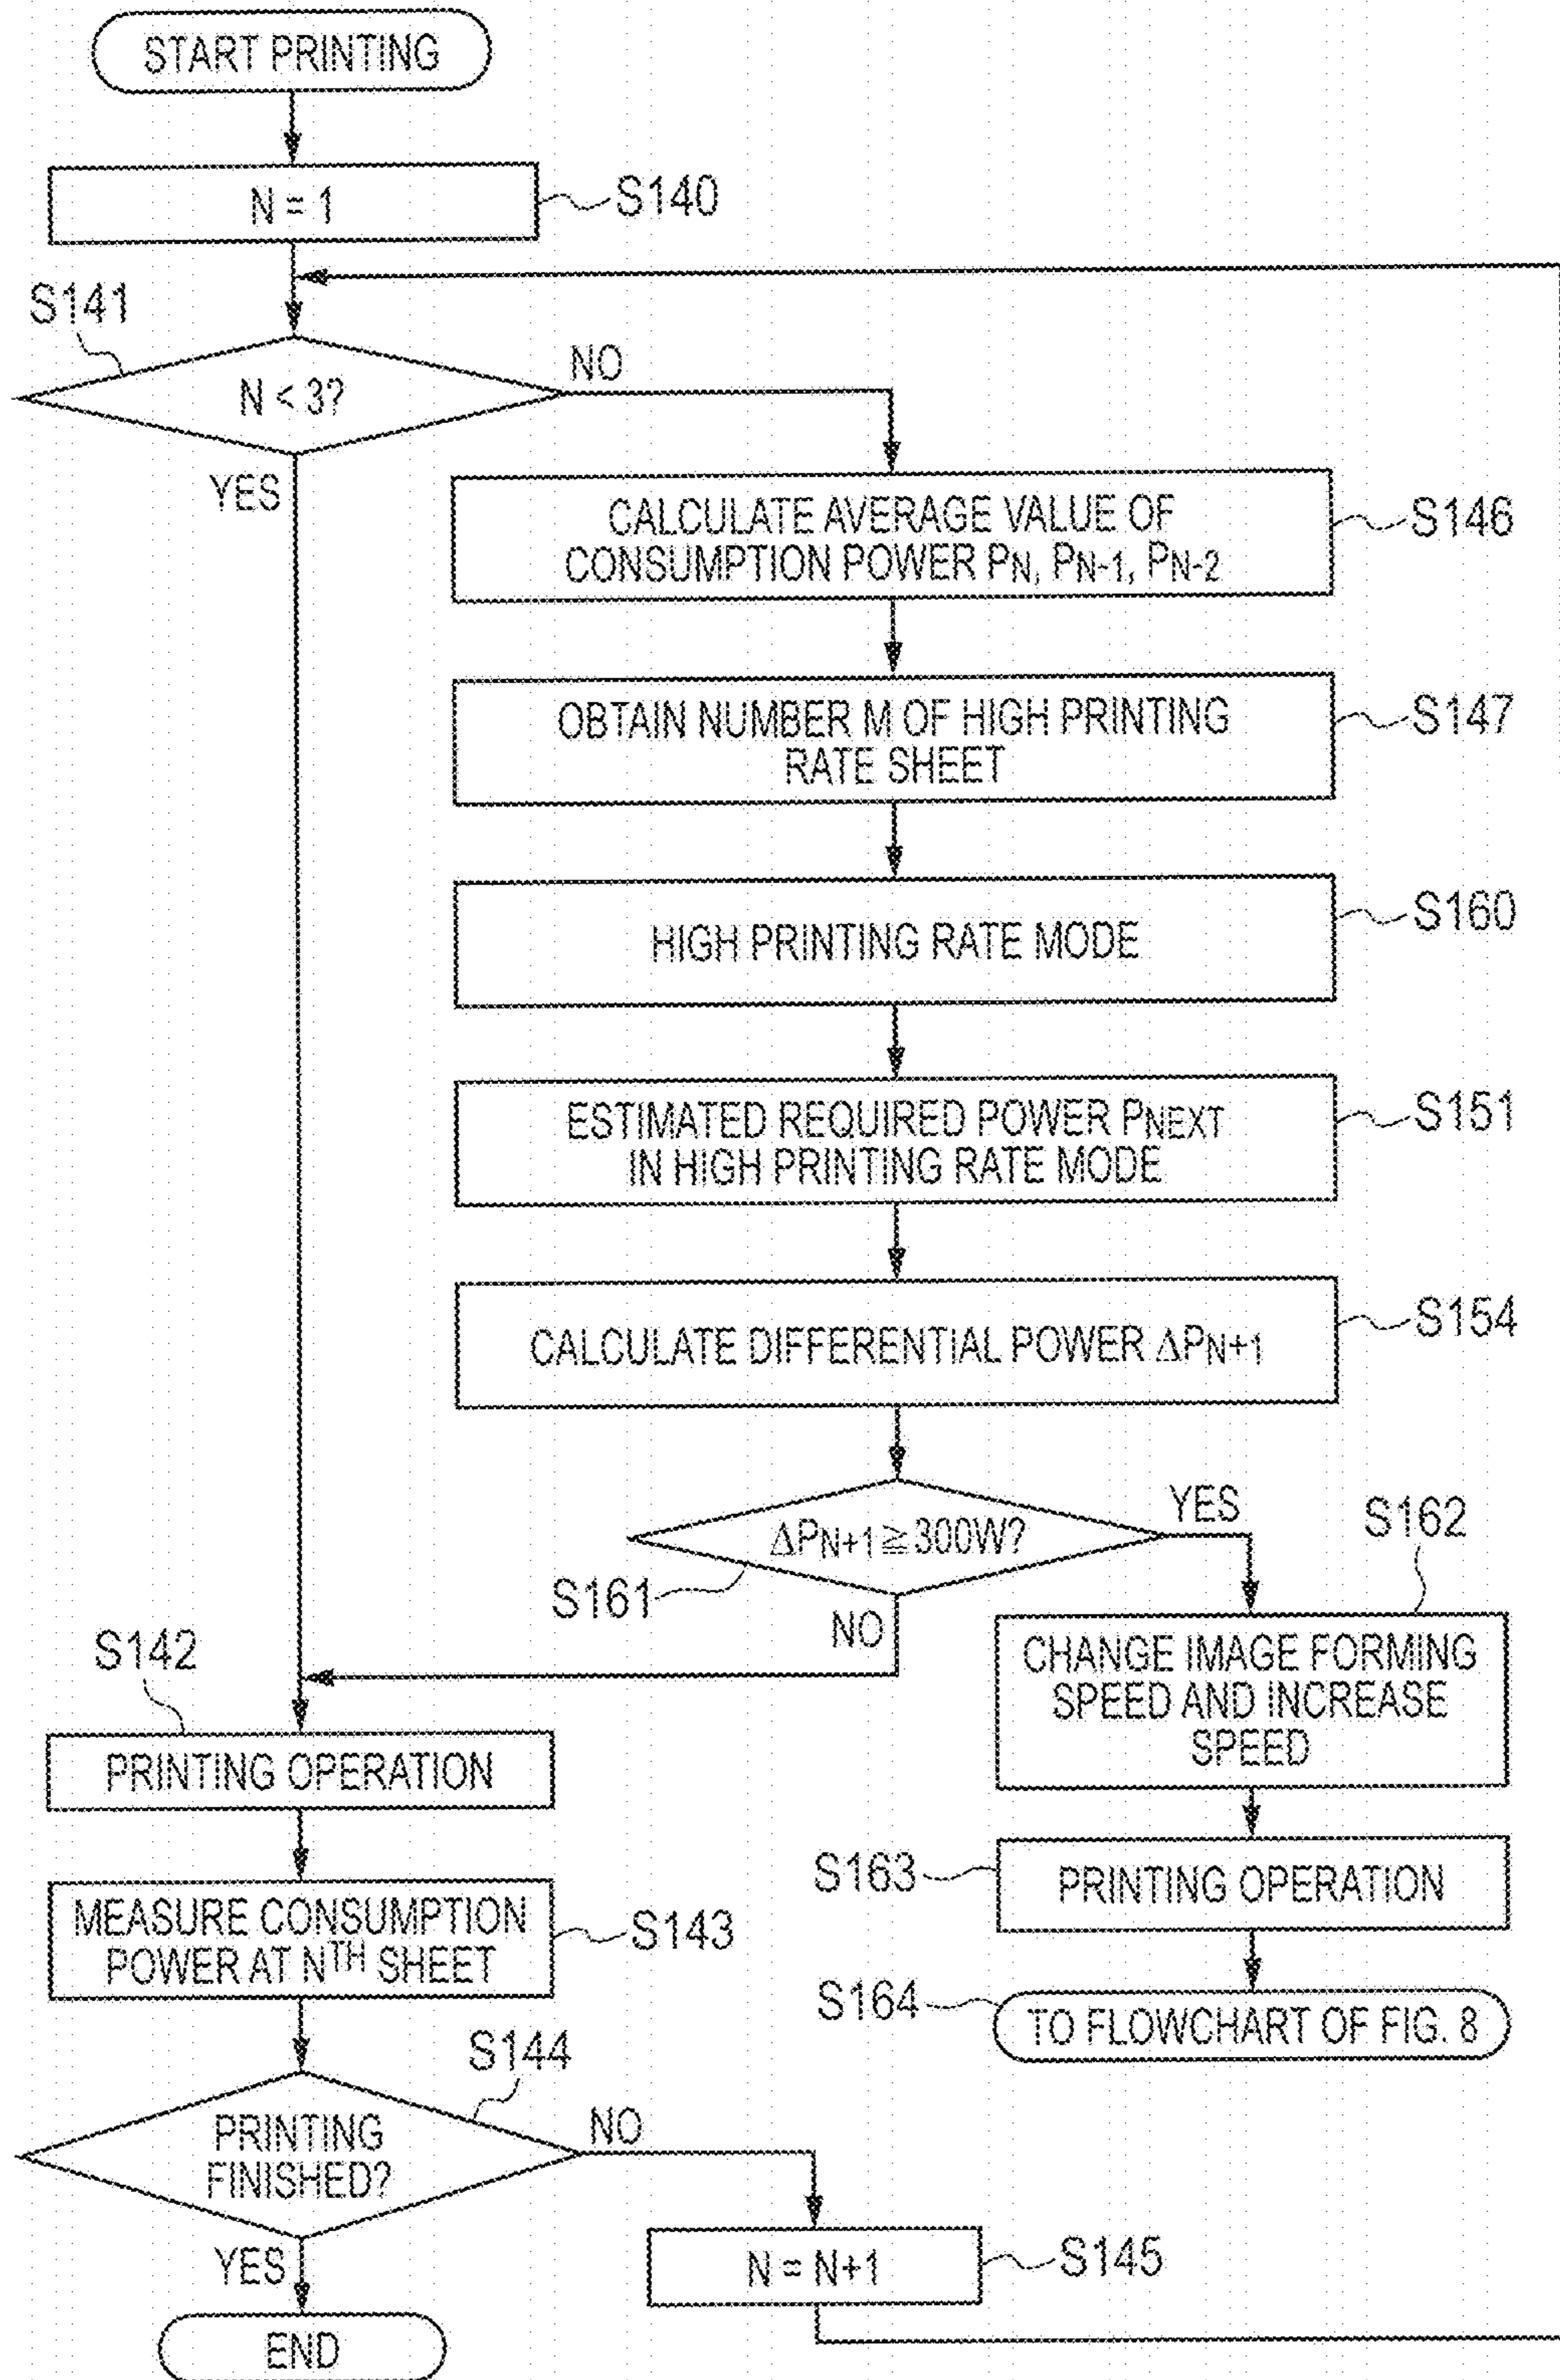 START PRINTING
N = 1
S140
S141
N < 3?
NO
YES
CALCULATE AVERAGE VALUE OF
CONSUMPTION POWER PN, PN-1, PN-2
S146
OBTAIN NUMBER M OF HIGH PRINTING
RATE SHEET
S147
HIGH PRINTING RATE MODE
S160
ESTIMATED REQUIRED POWER PNEXT
IN HIGH PRINTING RATE MODE
S151
CALCULATE DIFFERENTIAL POWER ΔPN+1
S154
ΔPN+1≧300W?
YES
S161
NO
S162
CHANGE IMAGE FORMING
SPEED AND INCREASE
SPEED
S142
PRINTING OPERATION
S163
PRINTING OPERATION
MEASURE CONSUMPTION
POWER AT NTH SHEET
S143
S164
TO FLOWCHART OF FIG. 8
S144
PRINTING
FINISHED?
NO
YES
N = N+1
S145
END